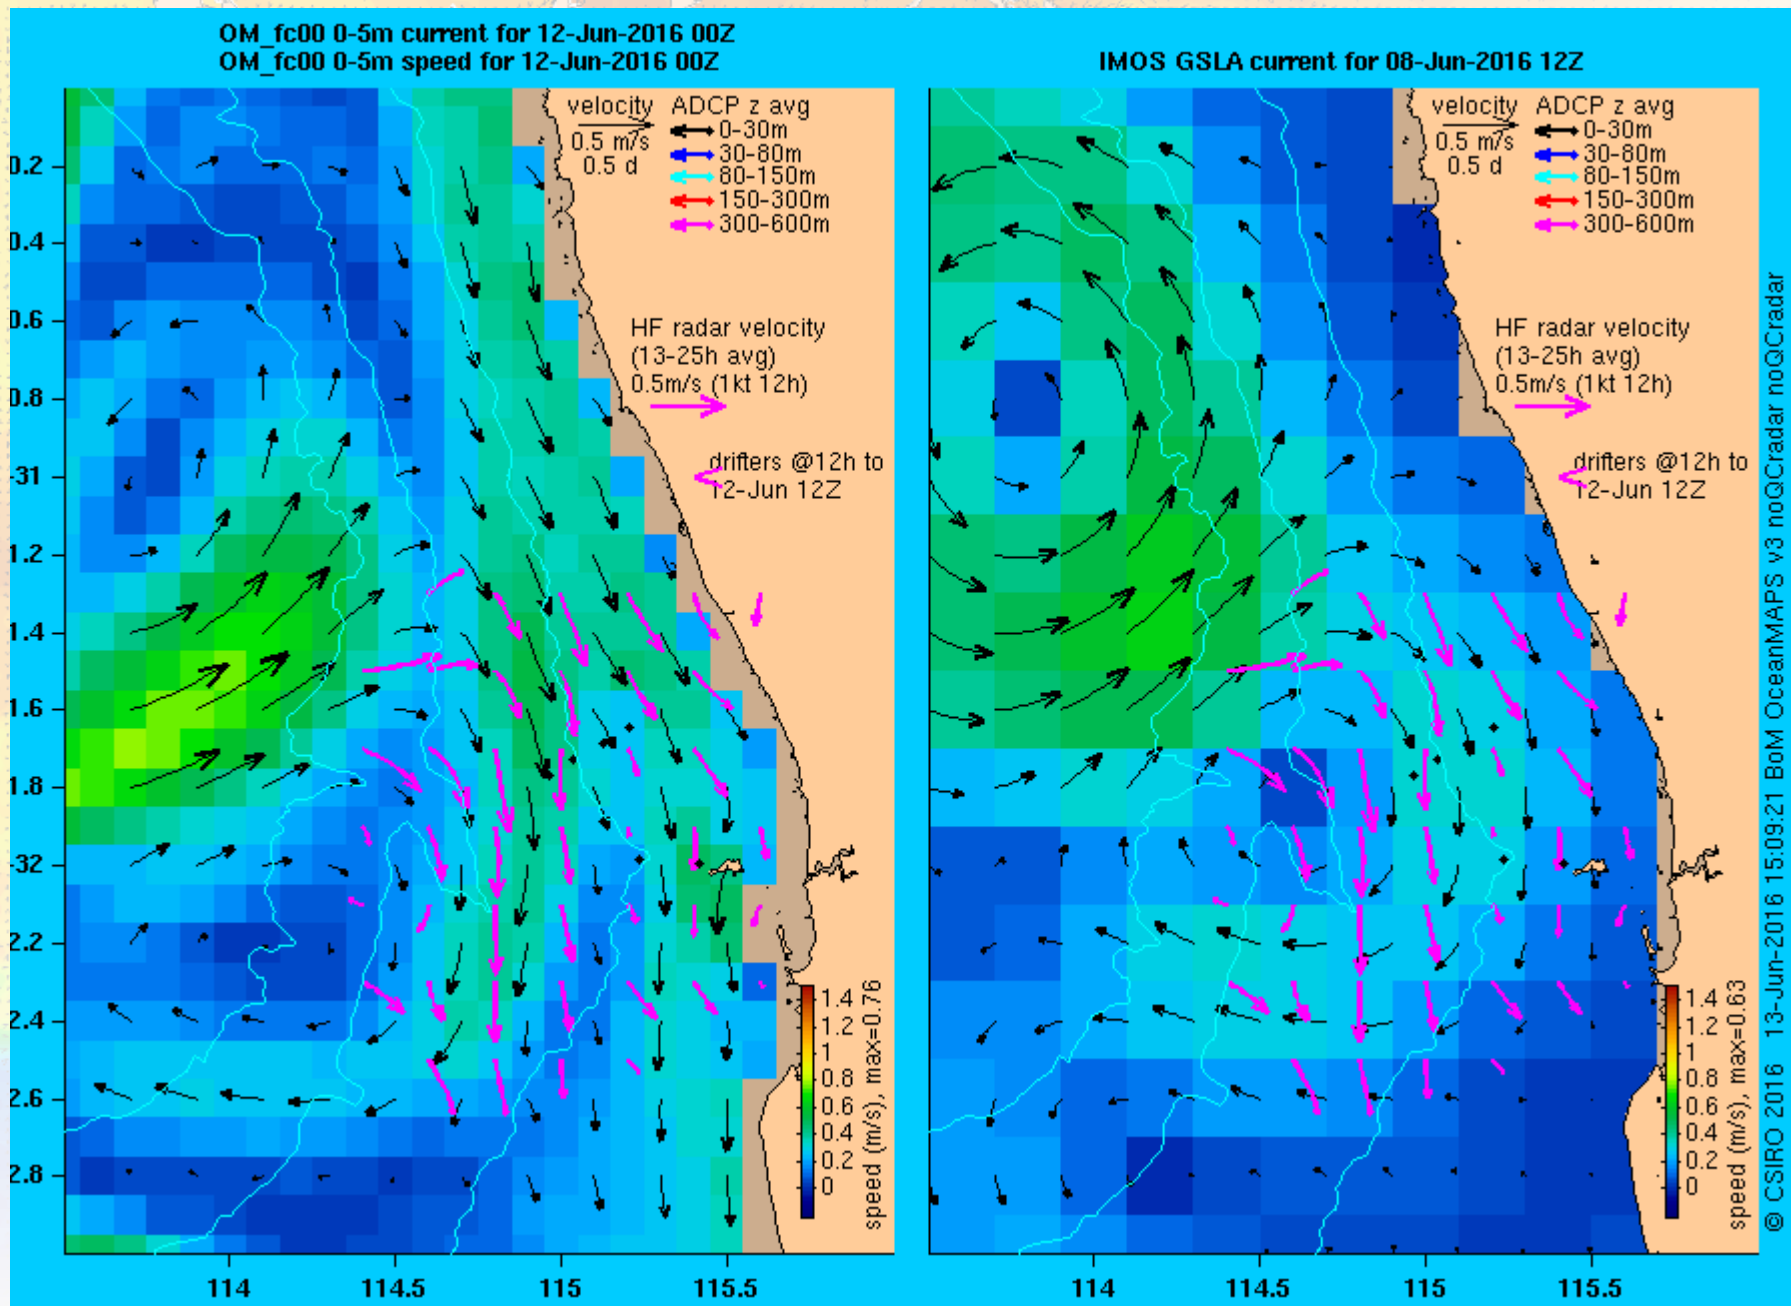 OM_fc00 0-5m current for 12-Jun-2016 00Z
OM_fc00 0-5m speed for 12-Jun-2016 00Z
velocity
0.5 m/s
0.5 d
ADCP z avg
0-30m
30-80m
80-150m
150-300m
300-600m
HF radar velocity
(13-25h avg)
0.5m/s (1kt 12h)
drifters @12h to
12-Jun 12Z
0.2
0.4
0.6
0.8
-31
1.2
1.4
1.6
1.8
-32
2.2
2.4
2.6
2.8
114
114.5
115
115.5
1.4
1.2
1
0.8
0.6
0.4
0.2
0
speed (m/s), max=0.76
IMOS GSLA current for 08-Jun-2016 12Z
velocity
0.5 m/s
0.5 d
ADCP z avg
0-30m
30-80m
80-150m
150-300m
300-600m
HF radar velocity
(13-25h avg)
0.5m/s (1kt 12h)
drifters @12h to
12-Jun 12Z
114
114.5
115
115.5
1.4
1.2
1
0.8
0.6
0.4
0.2
0
speed (m/s), max=0.63
© CSIRO 2016 13-Jun-2016 15:09:21 BoM OceanMAPS v3 noQCradar noQCradar